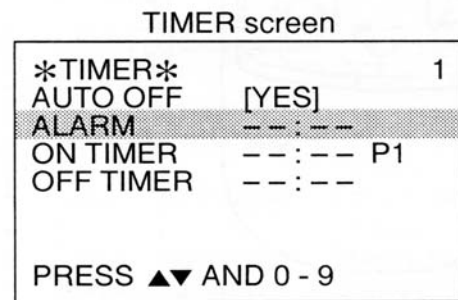 TIMER screen
✻TIMER✻ 1
AUTO OFF [YES]
ALARM – – : – –
ON TIMER – – : – – P1
OFF TIMER – – : – –
PRESS ▲▼ AND 0 - 9